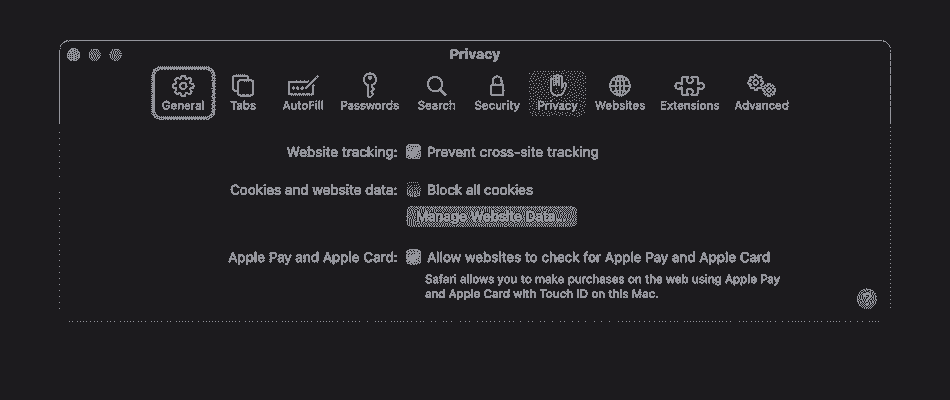 Privacy
General Tabs AutoFill Passwords Search Security Privacy Websites Extensions Advanced
Website tracking: Prevent cross-site tracking
Cookies and website data: Block all cookies
Manage Website Data...
Apple Pay and Apple Card: Allow websites to check for Apple Pay and Apple Card
Safari allows you to make purchases on the web using Apple Pay
and Apple Card with Touch ID on this Mac.
?